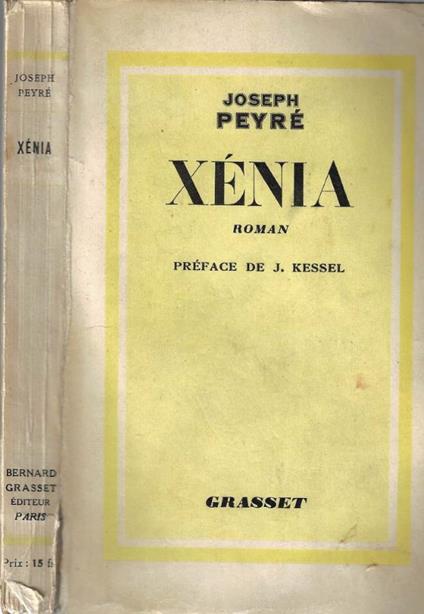 JOSEPH
PEYRÉ
XÉNIA
BERNARD
GRASSET
ÉDITEUR
PARIS
Prix : 15 fr
JOSEPH
PEYRÉ
XÉNIA
ROMAN
PRÉFACE DE J. KESSEL
GRASSET